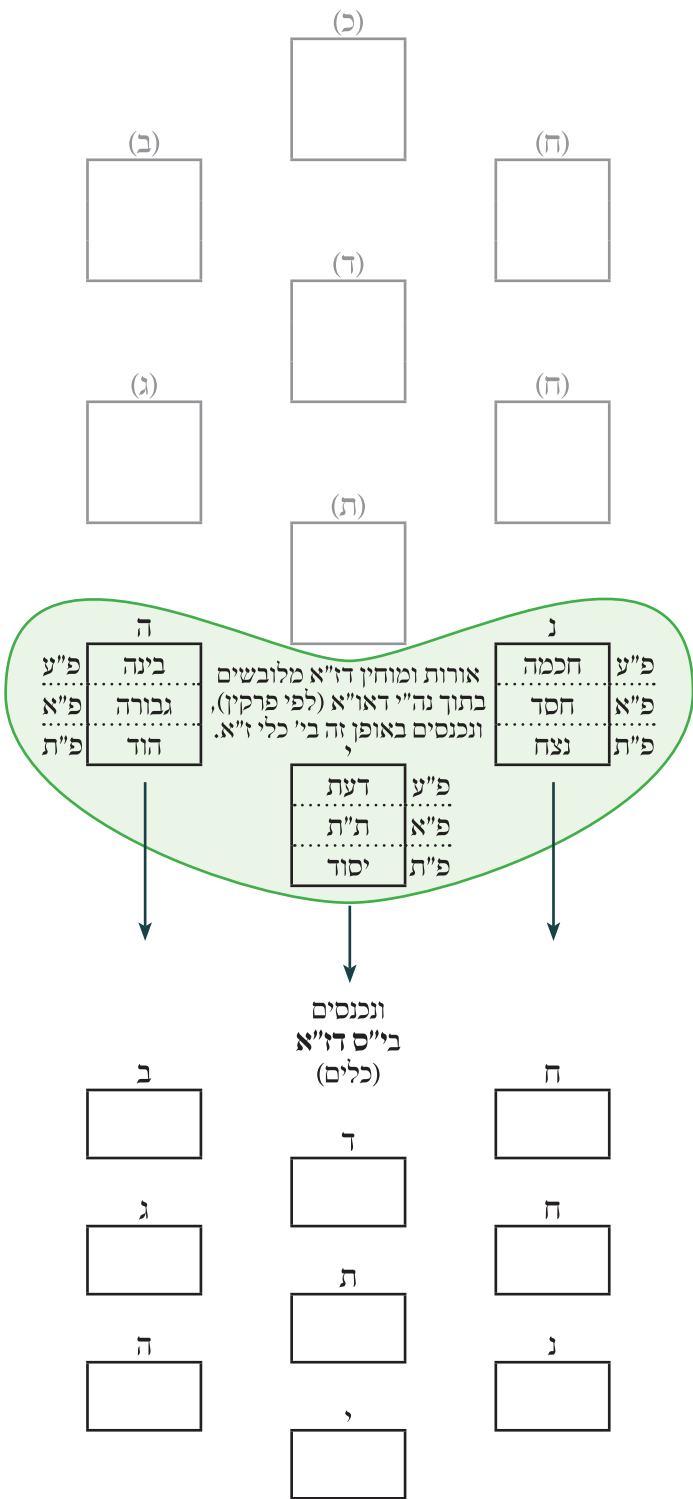 (כ)
(ח) (ב)
(ד)
(ח) (ג)
(ת)
נ ה
פ״ע חכמה
פ״א חסד
פ״ת נצח
אורות ומוחין דז״א מלובשים
בתוך נה״י דאו״א (לפי פרקין),
ונכנסים באופן זה בי׳ כלי ז״א.
בינה פ״ע
גבורה פ״א
הוד פ״ת
י
פ״ע דעת
פ״א ת״ת
פ״ת יסוד
ונכנסים
בי״ס דז״א
(כלים)
ח ב
ד
ח ג
ת
נ ה
י